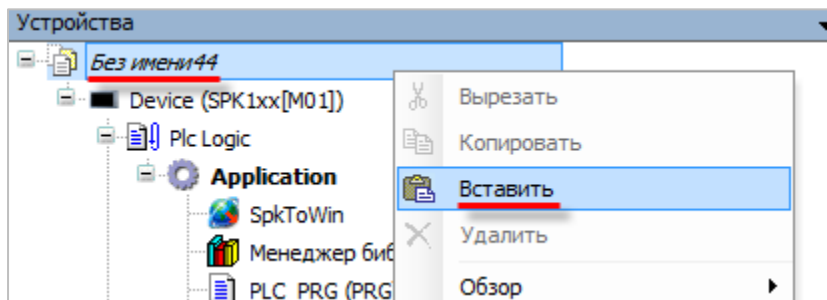 Устройства
Без имени44
Device (SPK1xx[M01])
Plc Logic
Application
SpkToWin
Менеджер биб
PLC_PRG (PRG
Вырезать
Копировать
Вставить
Удалить
Обзор